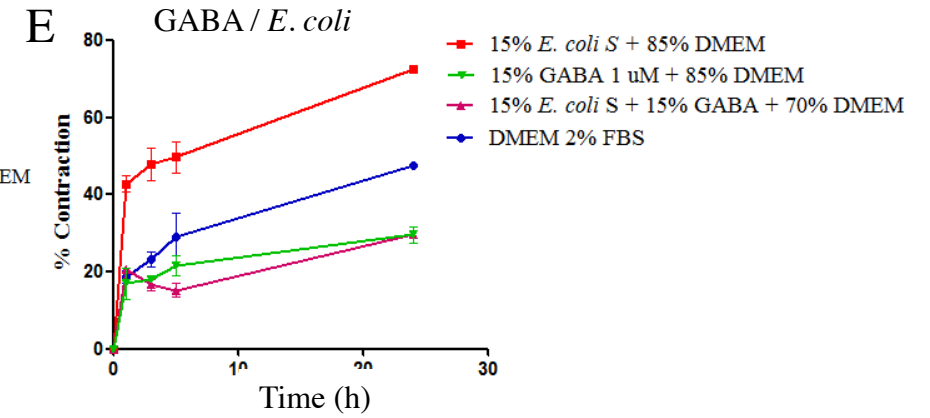 E
GABA / E. coli
80
60
40
20
0
% Contraction
EM
0
10
20
30
Time (h)
15% E. coli S + 85% DMEM
15% GABA 1 uM + 85% DMEM
15% E. coli S + 15% GABA + 70% DMEM
DMEM 2% FBS